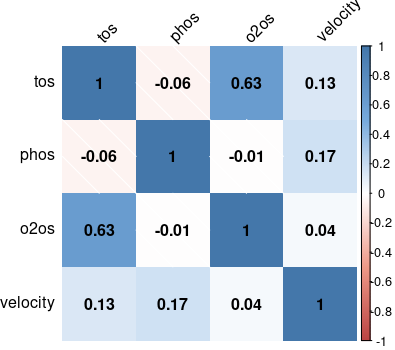 tos phos o2os velocity
tos 1 -0.06 0.63 0.13
phos -0.06 1 -0.01 0.17
o2os 0.63 -0.01 1 0.04
velocity 0.13 0.17 0.04 1
1
0.8
0.6
0.4
0.2
0
-0.2
-0.4
-0.6
-0.8
-1